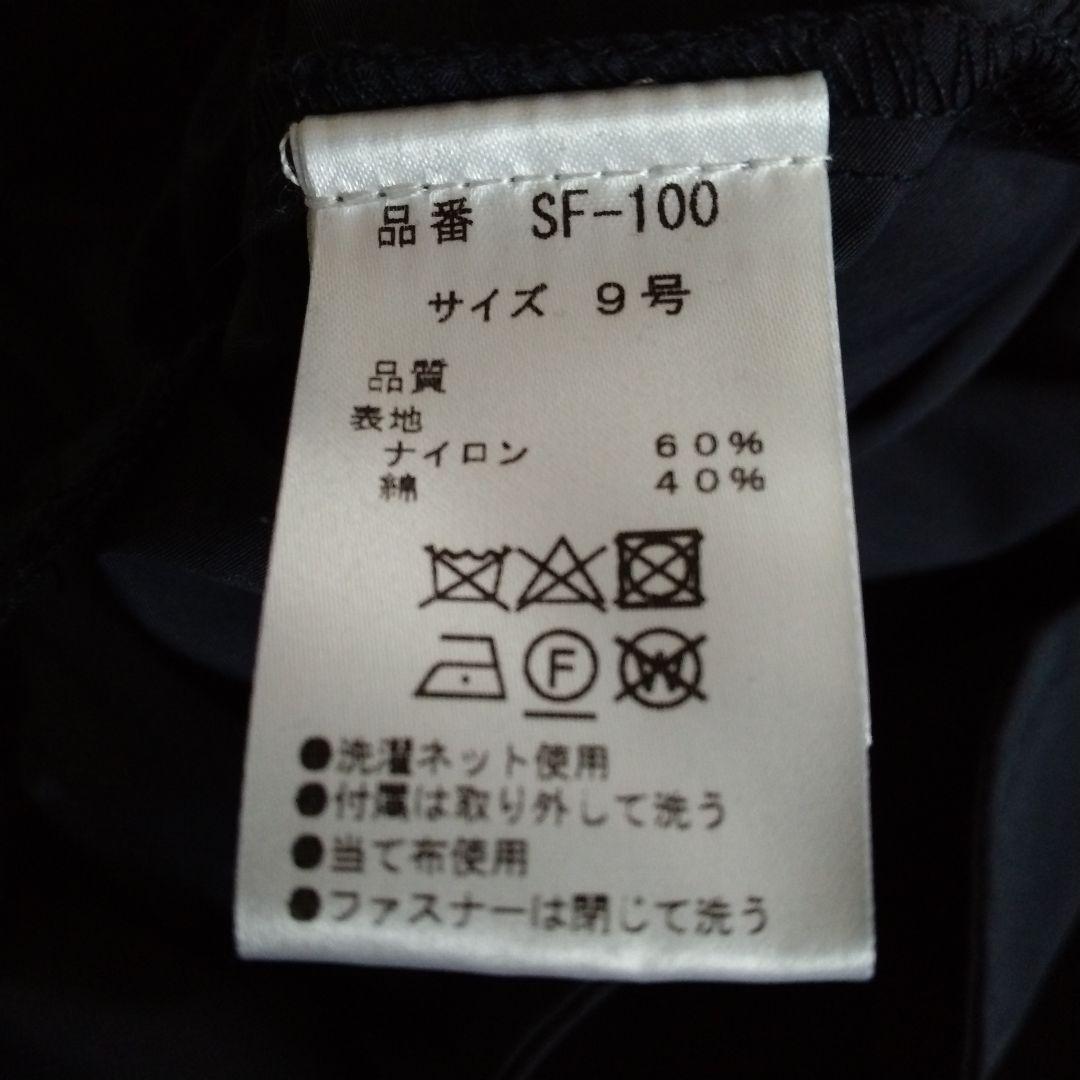 品番 SF-100
サイズ 9号
品質
表地
ナイロン 60%
綿 40%
F
W
●洗濯ネット使用
●付属は取り外して洗う
●当て布使用
●ファスナーは閉じて洗う